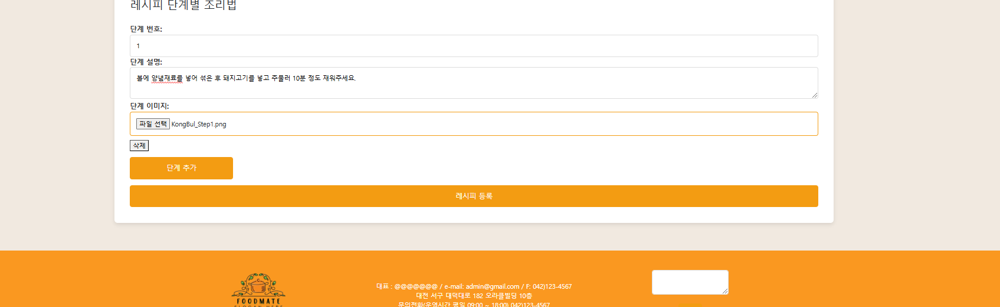 레시피 단계별 조리법
단계 번호:
1
단계 설명:
볼에 양념재료를 넣어 섞은 후 돼지고기를 넣고 주물러 10분 정도 재워주세요.
단계 이미지:
파일 선택 KongBul_Step1.png
삭제
단계 추가
레시피 등록
FOODMATE
SLOGAN HERE
대표 : @@@@@@@ / e-mail: admin@gmail.com / F: 042)123-4567
대전 서구 대덕대로 182 오라클빌딩 10층
문의전화(운영시간 평일 09:00 ~ 18:00) 042)123-4567